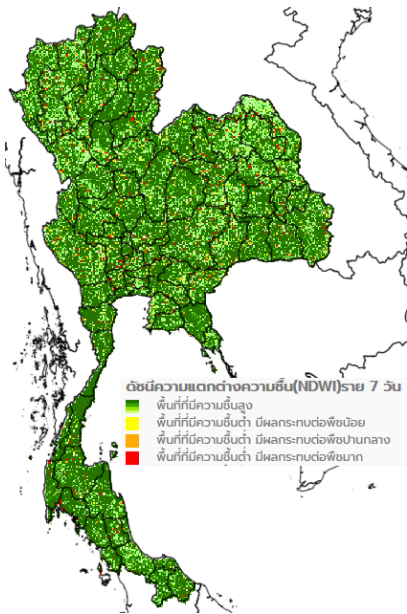 ดัชนีความแตกต่างความชื้น(NDWI)ราย 7 วัน
พื้นที่ที่มีความชื้นสูง
พื้นที่ที่มีความชื้นต่ำ มีผลกระทบต่อพืชน้อย
พื้นที่ที่มีความชื้นต่ำ มีผลกระทบต่อพืชปานกลาง
พื้นที่ที่มีความชื้นต่ำ มีผลกระทบต่อพืชมาก